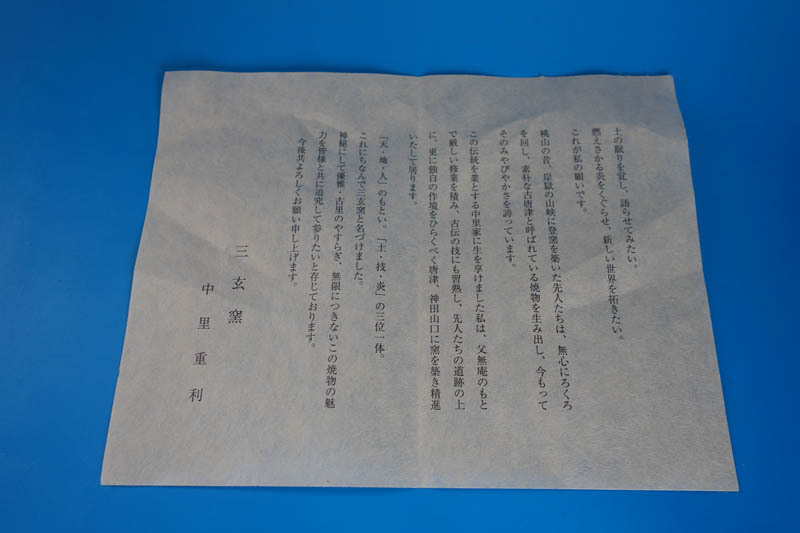 土の眠りを覚し、語らせてみたい。
燃えさかる炎をくぐらせ、新しい世界を拓きたい。
これが私の願いです。
桃山の昔、岸嶽の山峡に登窯を築いた先人たちは、無心にろくろ
を回し、素朴な古唐津と呼ばれている焼物を生み出し、今もって
そのみやびやかさを誇っています。
この伝統を業とする中里家に生を享けました私は、父無庵のもと
で厳しい修業を積み、古伝の技にも習熟し、先人たちの道跡の上
に、更に独自の作境をひらくべく唐津、神田山口に窯を築き精進
いたして居ります。
「天・地・人」のもとい。「土・技・炎」の三位一体。
これにちなんで三玄窯と名づけました。
神秘にして優雅・古里のやすらぎ、無限につきないこの焼物の魅
力を皆様と共に追究して参りたいと存じております。
今後共よろしくお願い申し上げます。
三玄窯
中里重利